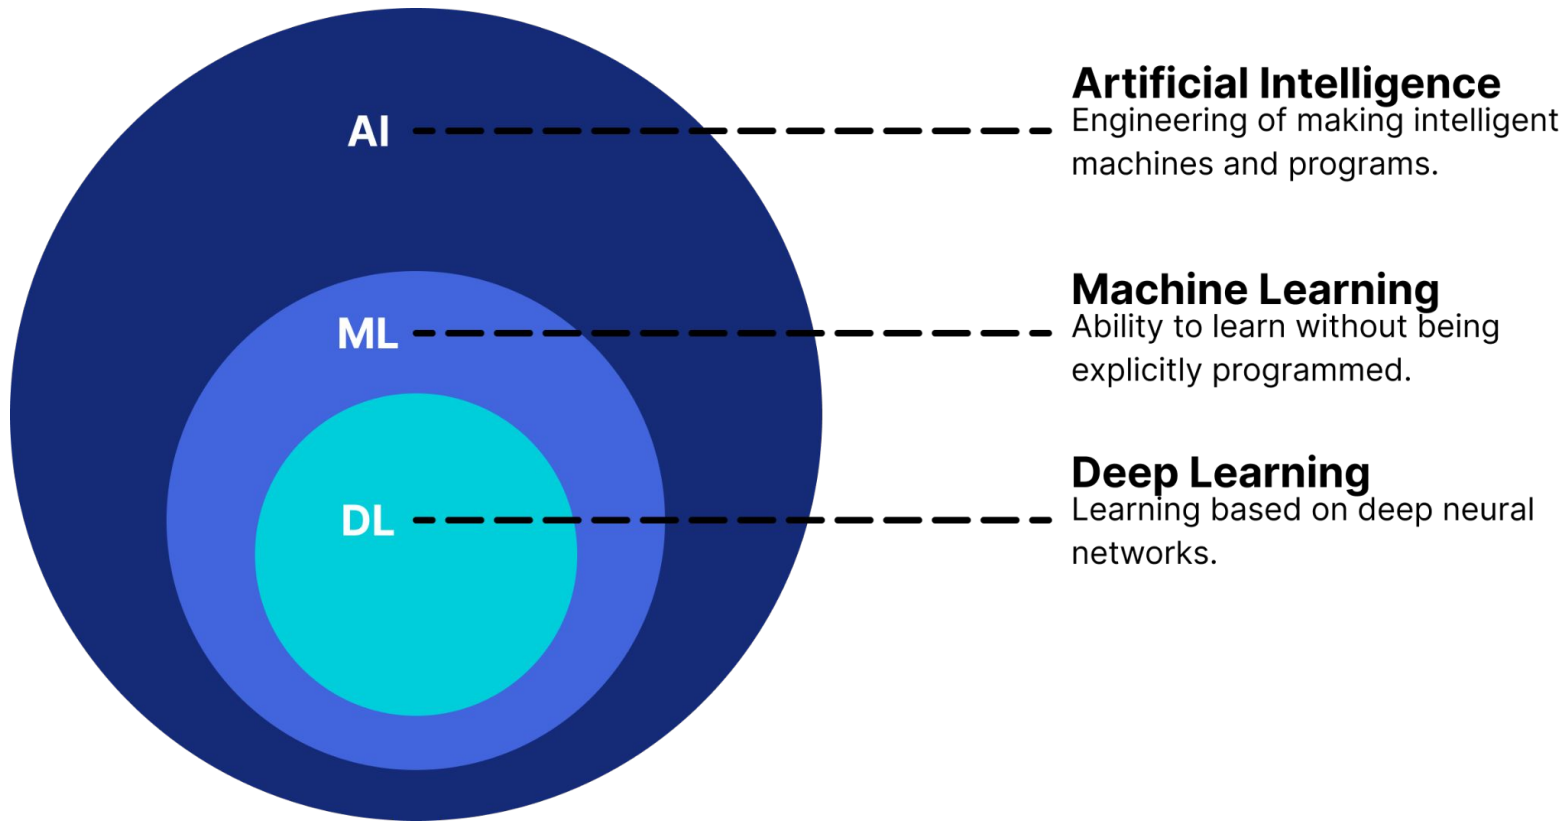 AI
Artificial Intelligence
Engineering of making intelligent
machines and programs.
ML
Machine Learning
Ability to learn without being
explicitly programmed.
DL
Deep Learning
Learning based on deep neural
networks.